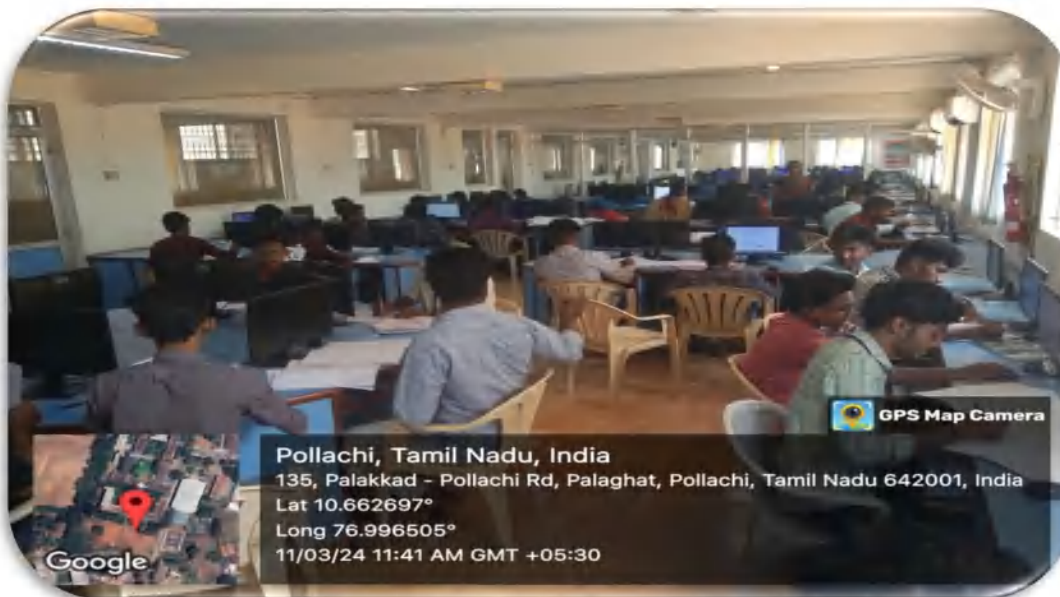 GPS Map Camera
Pollachi, Tamil Nadu, India
135, Palakkad - Pollachi Rd, Palaghat, Pollachi, Tamil Nadu 642001, India
Lat 10.662697°
Long 76.996505°
11/03/24 11:41 AM GMT +05:30
Google